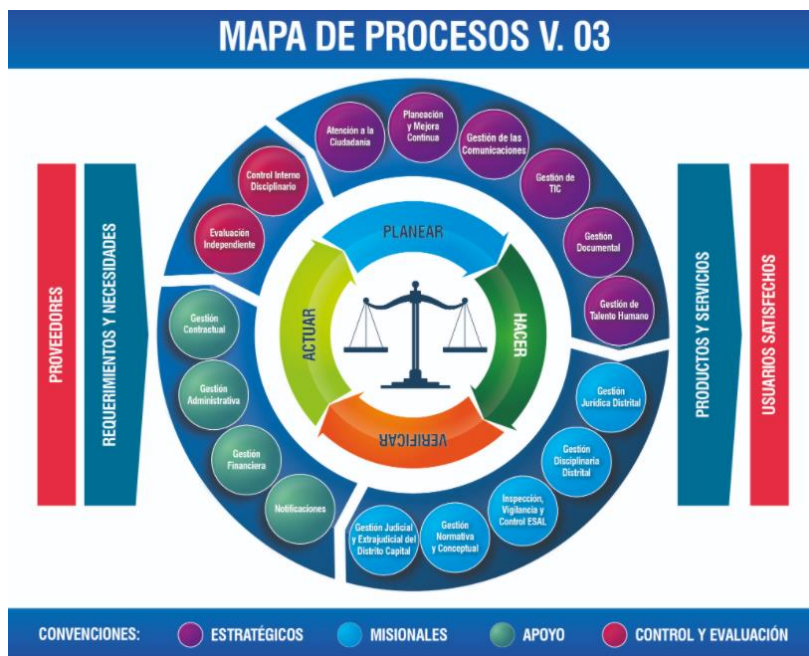 MAPA DE PROCESOS V. 03
PROVEEDORES
REQUERIMIENTOS Y NECESIDADES
Atención a la
Ciudadanía
Planeación
y Mejora
Continua
Gestión de las
Comunicaciones
Gestión de
TIC
Gestión
Documental
Gestión de
Talento Humano
Gestión
Jurídica Distrital
Gestión
Disciplinaria
Distrital
Inspección,
Vigilancia y
Control ESAL
Gestión
Normativa
y Conceptual
Gestión Judicial
y Extrajudicial del
Distrito Capital
Notificaciones
Gestión
Financiera
Gestión
Administrativa
Gestión
Contractual
Evaluación
Independiente
Control Interno
Disciplinario
PLANEAR
HACER
VERIFICAR
ACTUAR
PRODUCTOS Y SERVICIOS
USUARIOS SATISFECHOS
CONVENCIONES:
ESTRATÉGICOS
MISIONALES
APOYO
CONTROL Y EVALUACIÓN